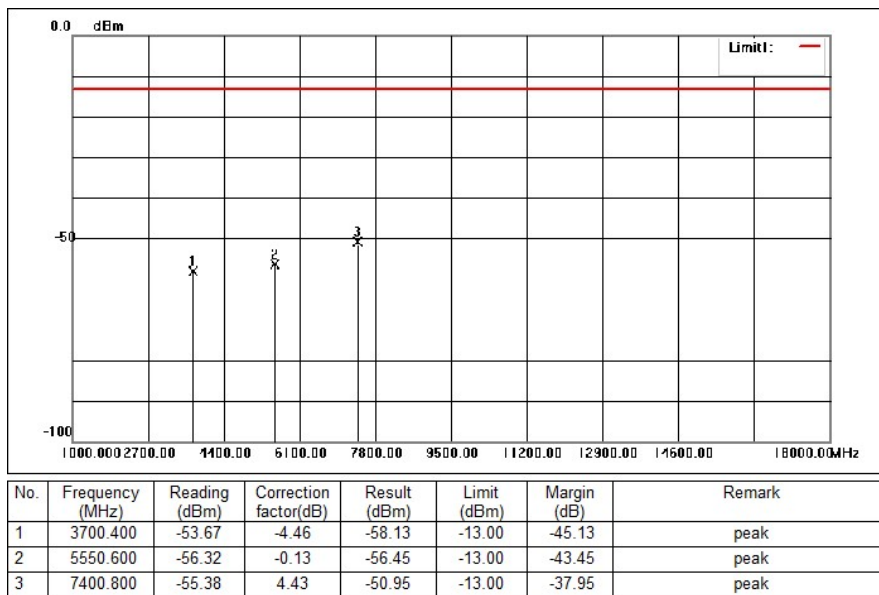 0.0 dBm
Limit1:
1
2
3
-50
-100
1000.000 2700.00 4400.00 6100.00 7800.00 9500.00 11200.00 12900.00 14600.00 18000.00 MHz
No. Frequency (MHz) Reading (dBm) Correction factor(dB) Result (dBm) Limit (dBm) Margin (dB) Remark
1 3700.400 -53.67 -4.46 -58.13 -13.00 -45.13 peak
2 5550.600 -56.32 -0.13 -56.45 -13.00 -43.45 peak
3 7400.800 -55.38 4.43 -50.95 -13.00 -37.95 peak